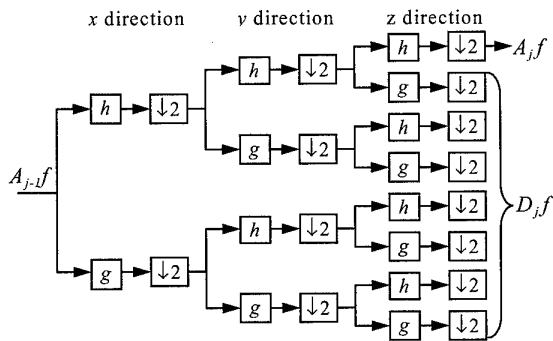 x direction y direction z direction
h ↓2 A_j f
h ↓2 g ↓2
h ↓2 h ↓2
g ↓2 g ↓2
A_{j-1} f
h ↓2 h ↓2 D_j f
g ↓2 g ↓2
h ↓2
g ↓2 g ↓2